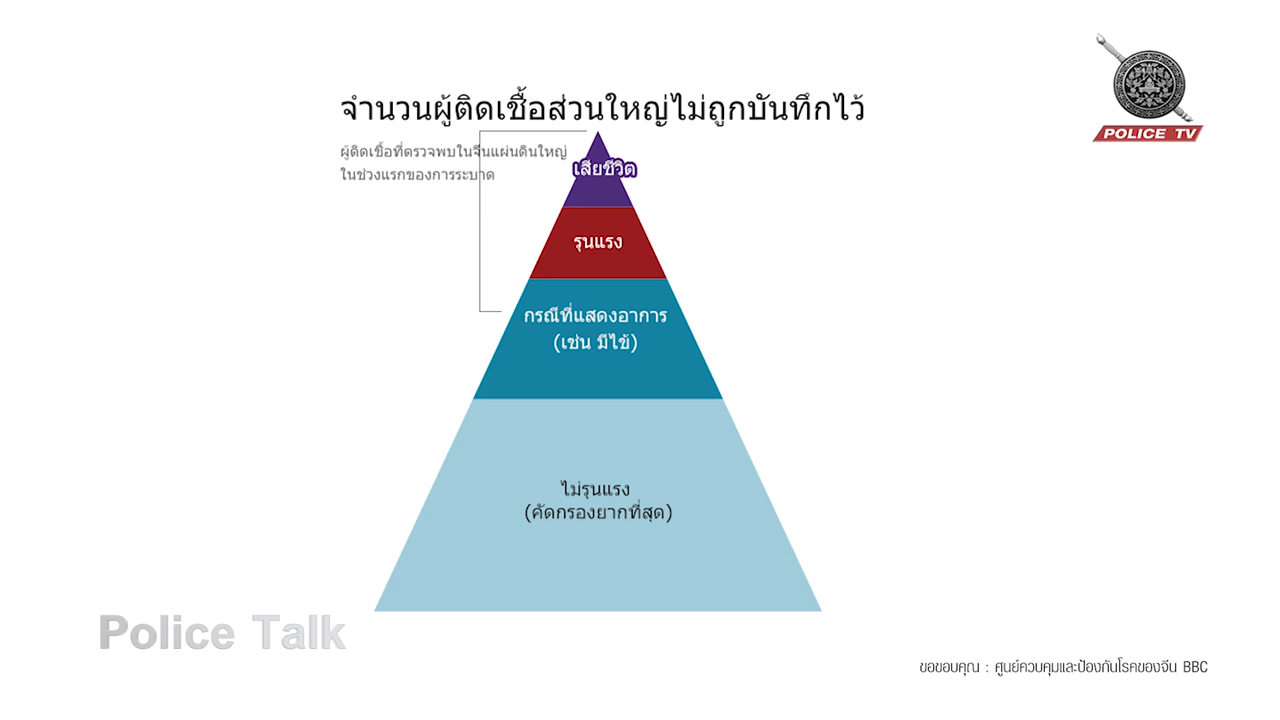 จำนวนผู้ติดเชื้อส่วนใหญ่ไม่ถูกบันทึกไว้
ผู้ติดเชื้อที่ตรวจพบในจีนแผ่นดินใหญ่
ในช่วงแรกของการระบาด
เสียชีวิต
รุนแรง
กรณีที่แสดงอาการ
(เช่น มีไข้)
ไม่รุนแรง
(คัดกรองยากที่สุด)
POLICE TV
Police Talk
ขอขอบคุณ : ศูนย์ควบคุมและป้องกันโรคของจีน BBC